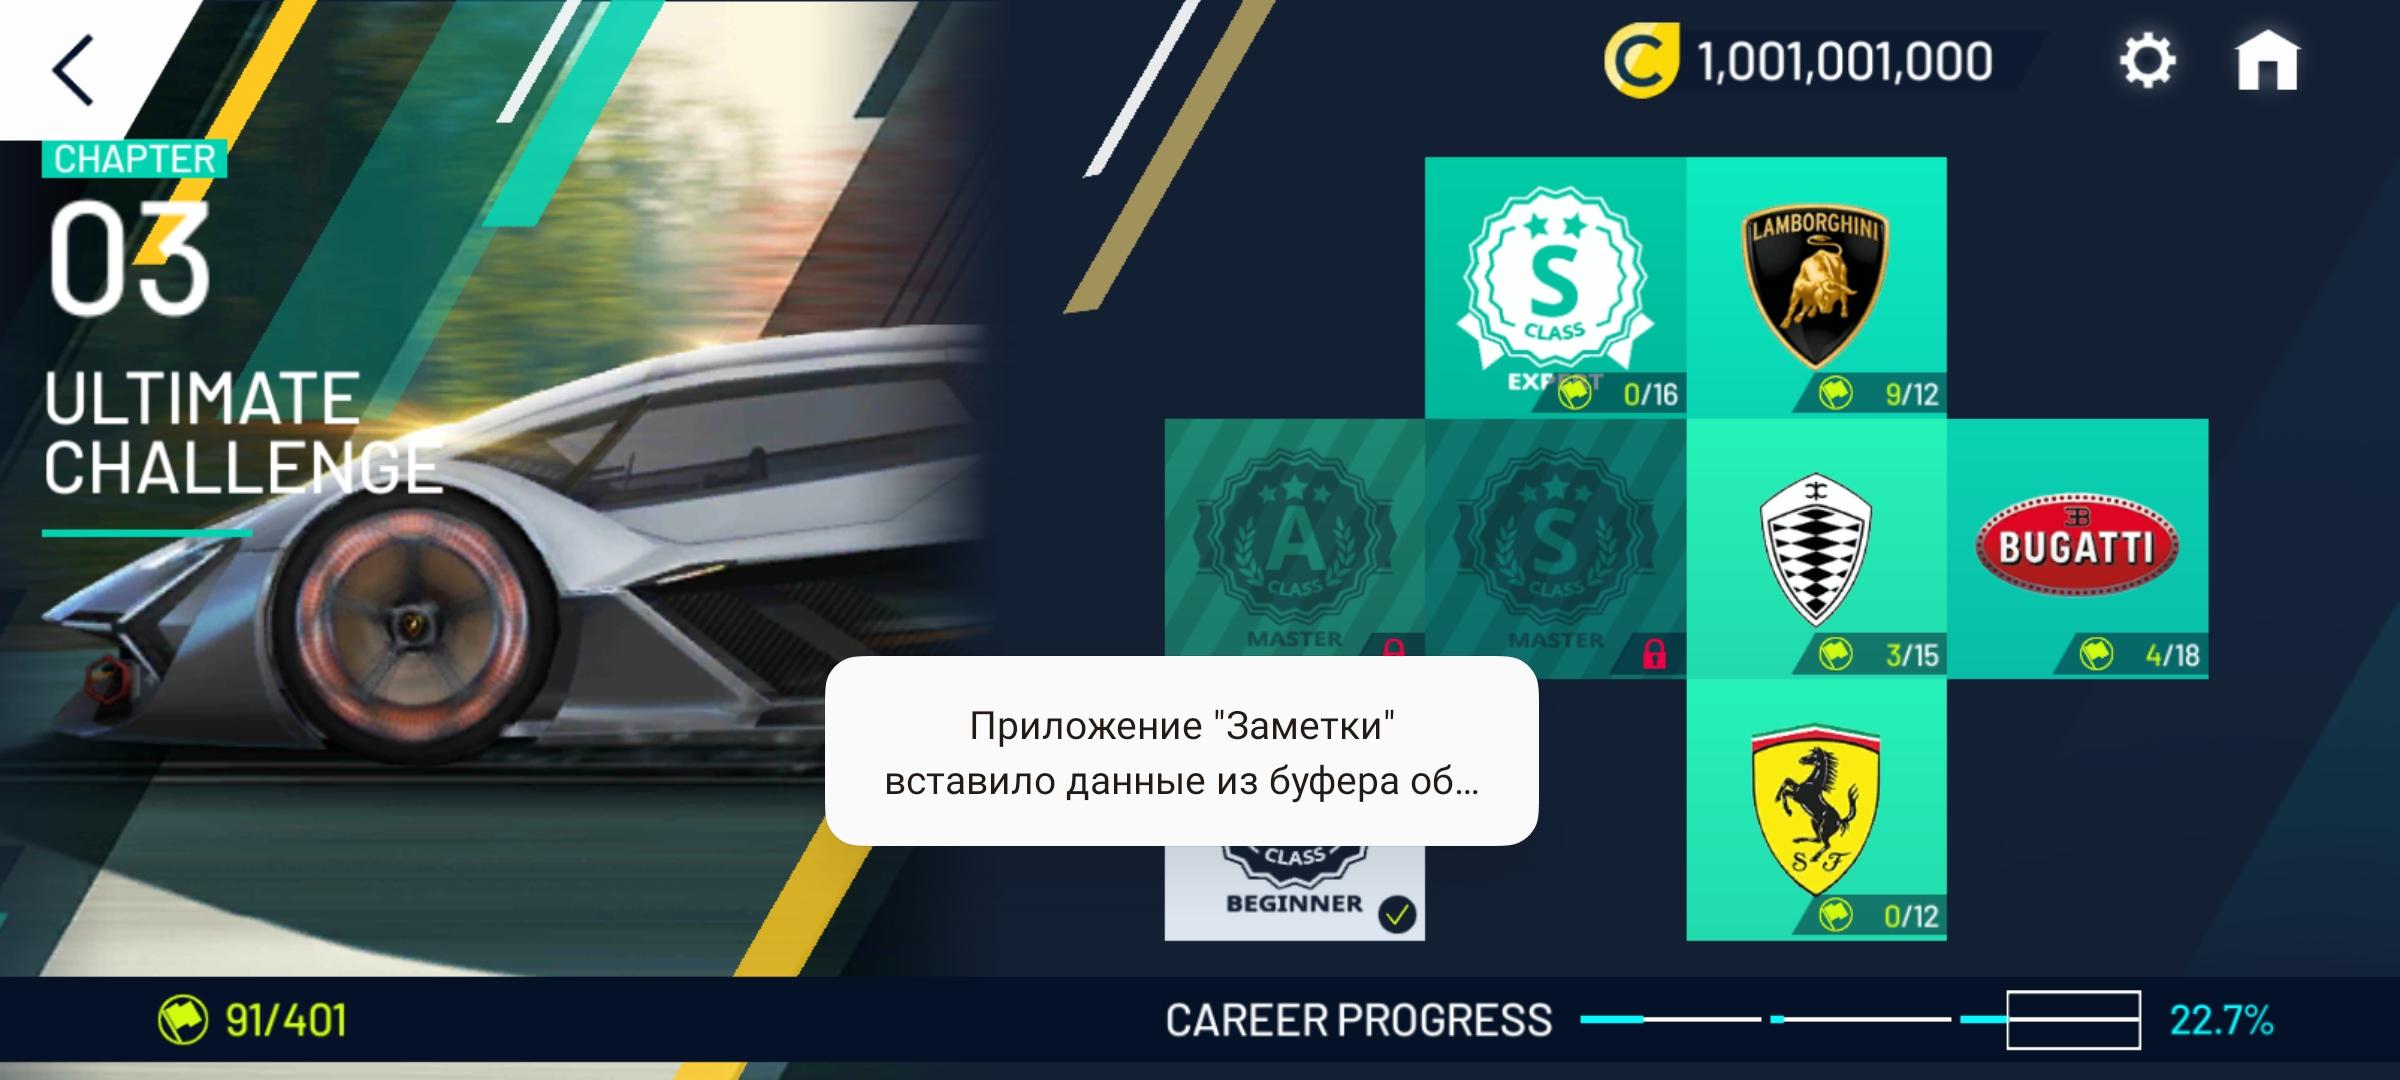 1,001,001,000
CHAPTER
03
ULTIMATE
CHALLENGE
S
CLASS
0/16
LAMBORGHINI
9/12
A
CLASS
MASTER
S
CLASS
MASTER
3/15
BUGATTI
4/18
Приложение "Заметки"
вставило данные из буфера об...
CLASS
BEGINNER
S F
0/12
91/401
CAREER PROGRESS
22.7%